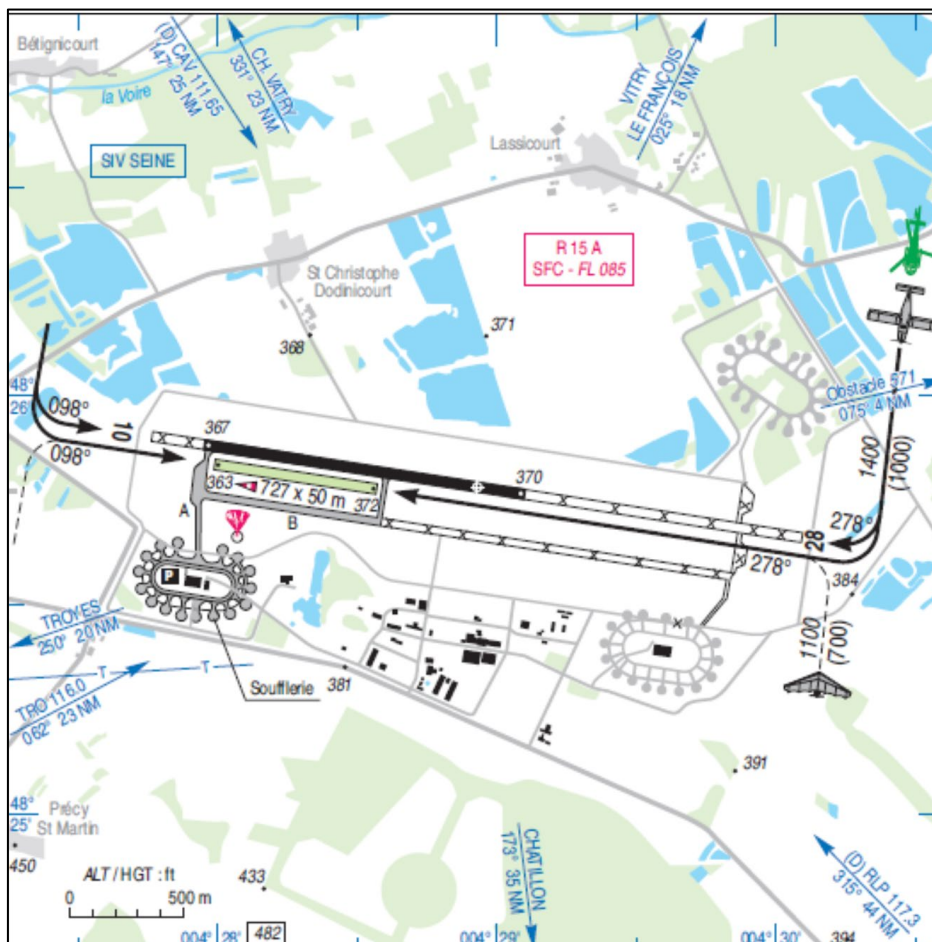 Bétignicourt
(D) CAV 111.65
147° 25 NM
CH. VATRY
331° 23 NM
VITRY
LE FRANÇOIS
025° 18 NM
la Voire
SIV SEINE
Lassicourt
R 15 A
SFC - FL 085
St Christophe
Dodinicourt
368
371
48°
26'
Obstacle 571
075° 4 NM
098°
10
098°
367
370
1400
(1000)
363
727 x 50 m
372
A
B
278°
28
278°
384
P
TROYES
250° 20 NM
1100
(700)
T
T
TRO 116.0
062° 23 NM
381
Soufflerie
391
48°
25'
Précy
St Martin
450
ALT / HGT : ft
0 500 m
433
CHATILLON
173° 35 NM
(D) RLP 117.3
315° 44 NM
004° 28'
482
004° 29'
004° 30'
394